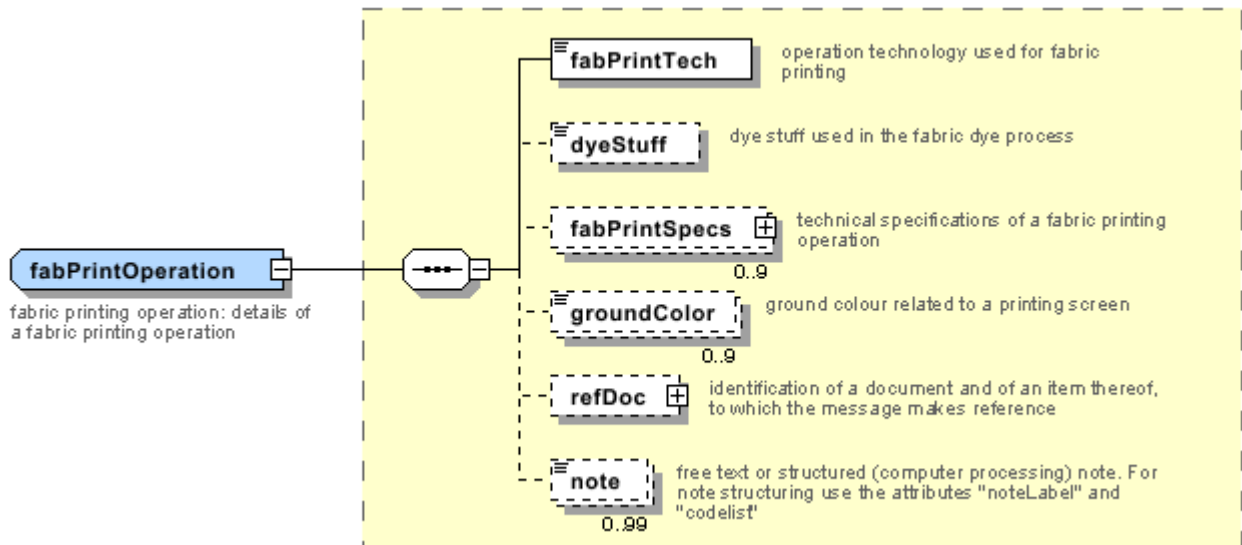 fabPrintTech
operation technology used for fabric
printing
dyeStuff
dye stuff used in the fabric dye process
fabPrintSpecs
technical specifications of a fabric printing
operation
0..9
fabPrintOperation
fabric printing operation: details of
a fabric printing operation
groundColor
ground colour related to a printing screen
0..9
refDoc
identification of a document and of an item thereof,
to which the message makes reference
note
free text or structured (computer processing) note. For
note structuring use the attributes "noteLabel" and
"codelist"
0..99